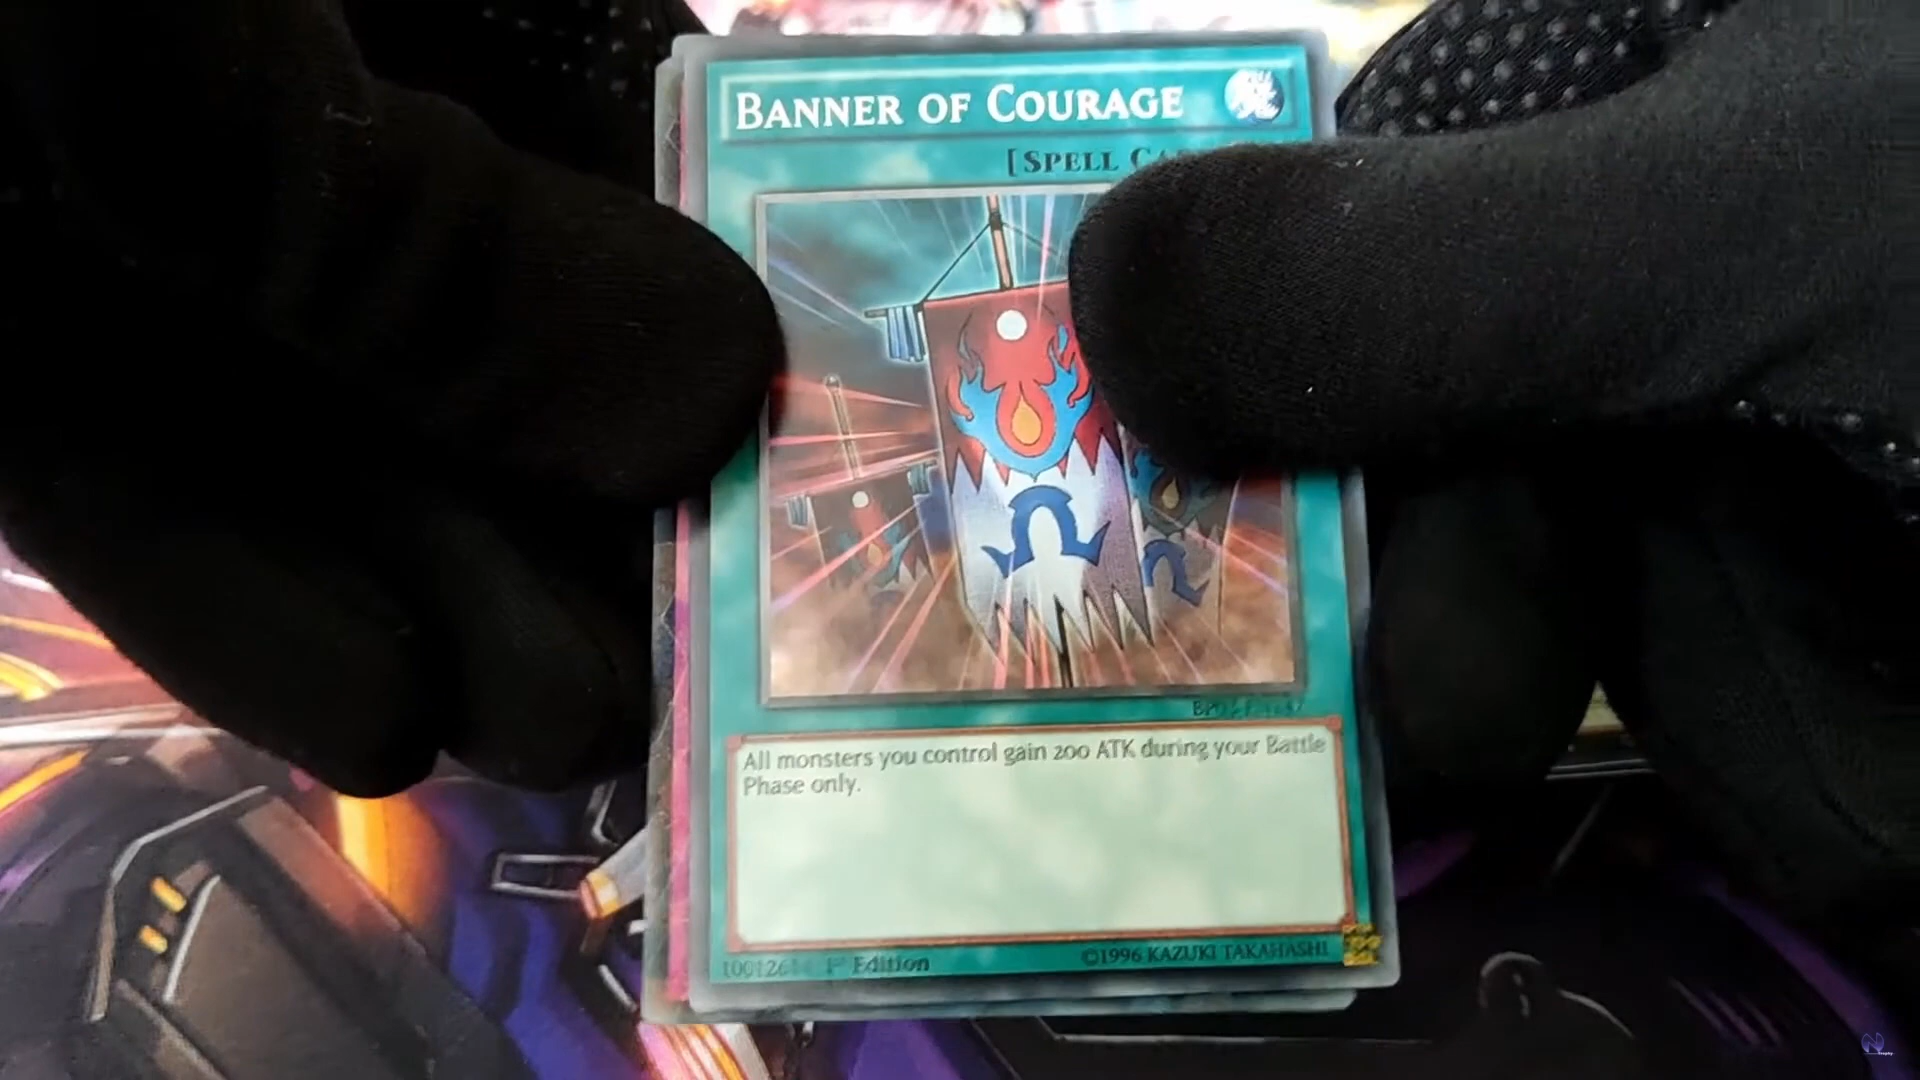 BANNER OF COURAGE
[SPELL
All monsters you control gain 200 ATK during your Battle
Phase only.
1st Edition
©1996 KAZUKI TAKAHASHI